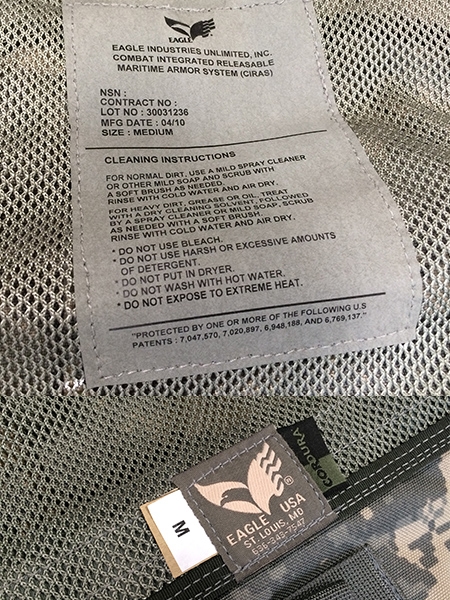 EAGLE
EAGLE INDUSTRIES UNLIMITED, INC.
COMBAT INTEGRATED RELEASABLE
MARITIME ARMOR SYSTEM (CIRAS)
NSN :
CONTRACT NO :
LOT NO : 30031236
MFG DATE : 04/10
SIZE : MEDIUM
CLEANING INSTRUCTIONS
FOR NORMAL DIRT, USE A MILD SPRAY CLEANER
OR OTHER MILD SOAP AND SCRUB WITH
A SOFT BRUSH AS NEEDED.
RINSE WITH COLD WATER AND AIR DRY.
FOR HEAVY DIRT, GREASE OR OIL, TREAT
WITH A DRY CLEANING SOLVENT, FOLLOWED
BY A SPRAY CLEANER OR MILD SOAP, SCRUB
AS NEEDED WITH A SOFT BRUSH.
RINSE WITH COLD WATER AND AIR DRY.
• DO NOT USE BLEACH.
• DO NOT USE HARSH OR EXCESSIVE AMOUNTS
OF DETERGENT.
• DO NOT PUT IN DRYER.
• DO NOT WASH WITH HOT WATER.
• DO NOT EXPOSE TO EXTREME HEAT.
"PROTECTED BY ONE OR MORE OF THE FOLLOWING U.S
PATENTS : 7,047,570, 7,020,897, 6,948,188, AND 6,769,137."
CORDURA
M
®
EAGLE USA
ST. LOUIS, MO
636-343-7547